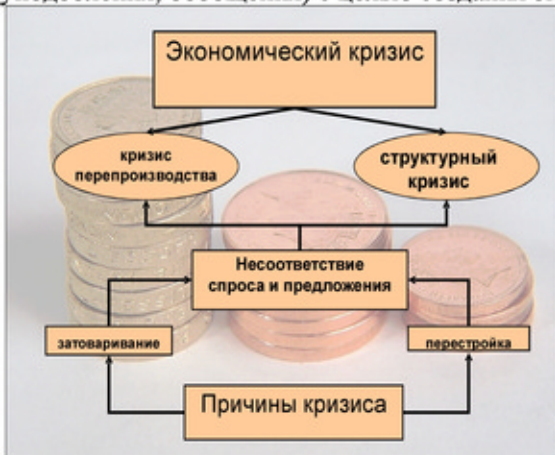 Экономический кризис
кризис
перепроизводства
структурный
кризис
Несоответствие
спроса и предложения
затоваривание
перестройка
Причины кризиса